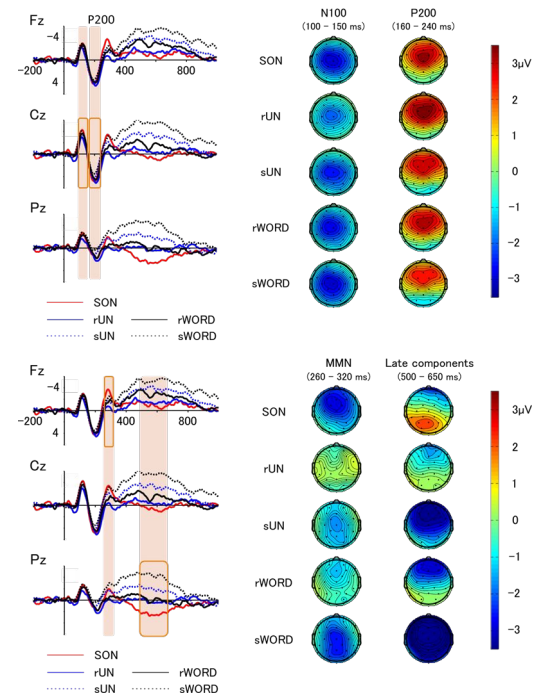 Fz
P200
−4
−200
400
800
4
Cz
Pz
SON
rUN
rWORD
sUN
sWORD
N100
(100 − 150 ms)
P200
(160 − 240 ms)
SON
rUN
sUN
rWORD
sWORD
3μV
2
1
0
−1
−2
−3
Fz
−4
−200
400
800
4
Cz
Pz
SON
rUN
rWORD
sUN
sWORD
MMN
(260 − 320 ms)
Late components
(500 − 650 ms)
SON
rUN
sUN
rWORD
sWORD
3μV
2
1
0
−1
−2
−3